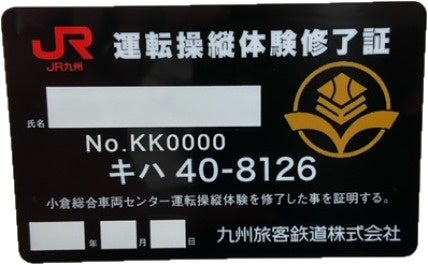 JR 運転操縦体験修了証
JR九州
氏名
No.KK0000
キハ 40-8126
小倉総合車両センター運転操縦体験を修了した事を証明する。
年 月 日 九州旅客鉄道株式会社